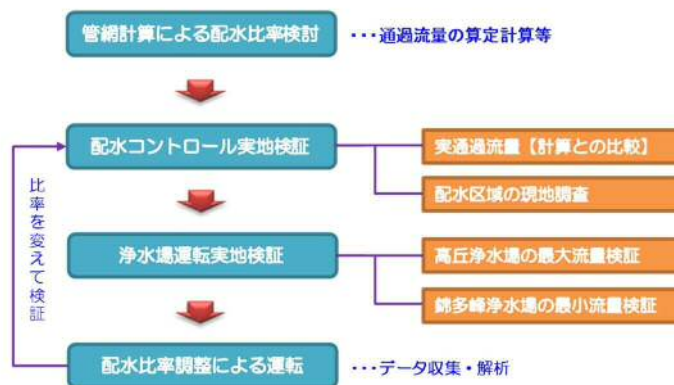 管網計算による配水比率検討
・・・通過流量の算定計算等
配水コントロール実地検証
実通過流量【計算との比較】
配水区域の現地調査
比率を変えて検証
浄水場運転実地検証
高丘浄水場の最大流量検証
錦多峰浄水場の最小流量検証
配水比率調整による運転
・・・データ収集・解析